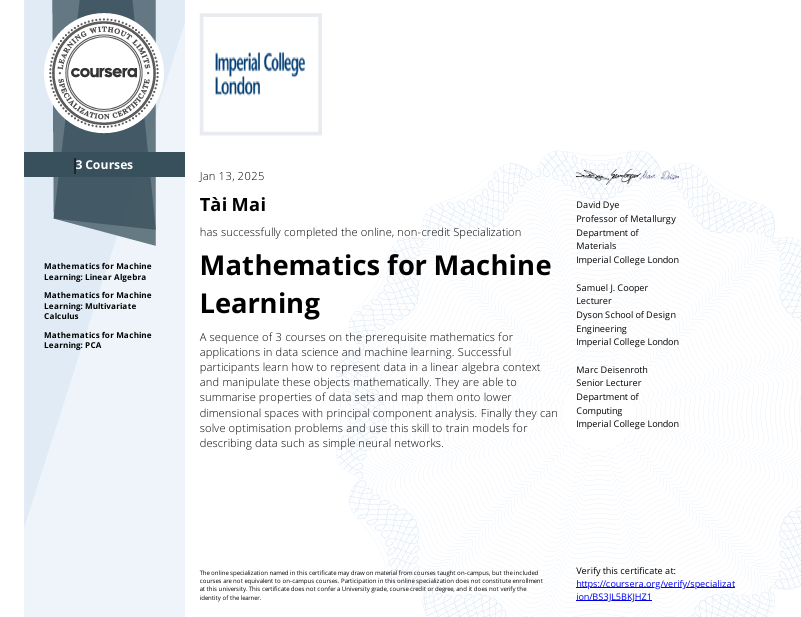 LEARNING WITHOUT LIMITS
coursera
SPECIALIZATION CERTIFICATE
3 Courses
Mathematics for Machine
Learning: Linear Algebra
Mathematics for Machine
Learning: Multivariate
Calculus
Mathematics for Machine
Learning: PCA
Imperial College
London
Jan 13, 2025
Tài Mai
has successfully completed the online, non-credit Specialization
Mathematics for Machine
Learning
A sequence of 3 courses on the prerequisite mathematics for
applications in data science and machine learning. Successful
participants learn how to represent data in a linear algebra context
and manipulate these objects mathematically. They are able to
summarise properties of data sets and map them onto lower
dimensional spaces with principal component analysis. Finally they can
solve optimisation problems and use this skill to train models for
describing data such as simple neural networks.
The online specialization named in this certificate may draw on material from courses taught on-campus, but the included
courses are not equivalent to on-campus courses. Participation in this online specialization does not constitute enrollment
at this university. This certificate does not confer a University grade, course credit or degree, and it does not verify the
identity of the learner.
David Dye
Professor of Metallurgy
Department of
Materials
Imperial College London
Samuel J. Cooper
Lecturer
Dyson School of Design
Engineering
Imperial College London
Marc Deisenroth
Senior Lecturer
Department of
Computing
Imperial College London
Verify this certificate at:
https://coursera.org/verify/specializat
ion/BS3JL5BKJHZ1